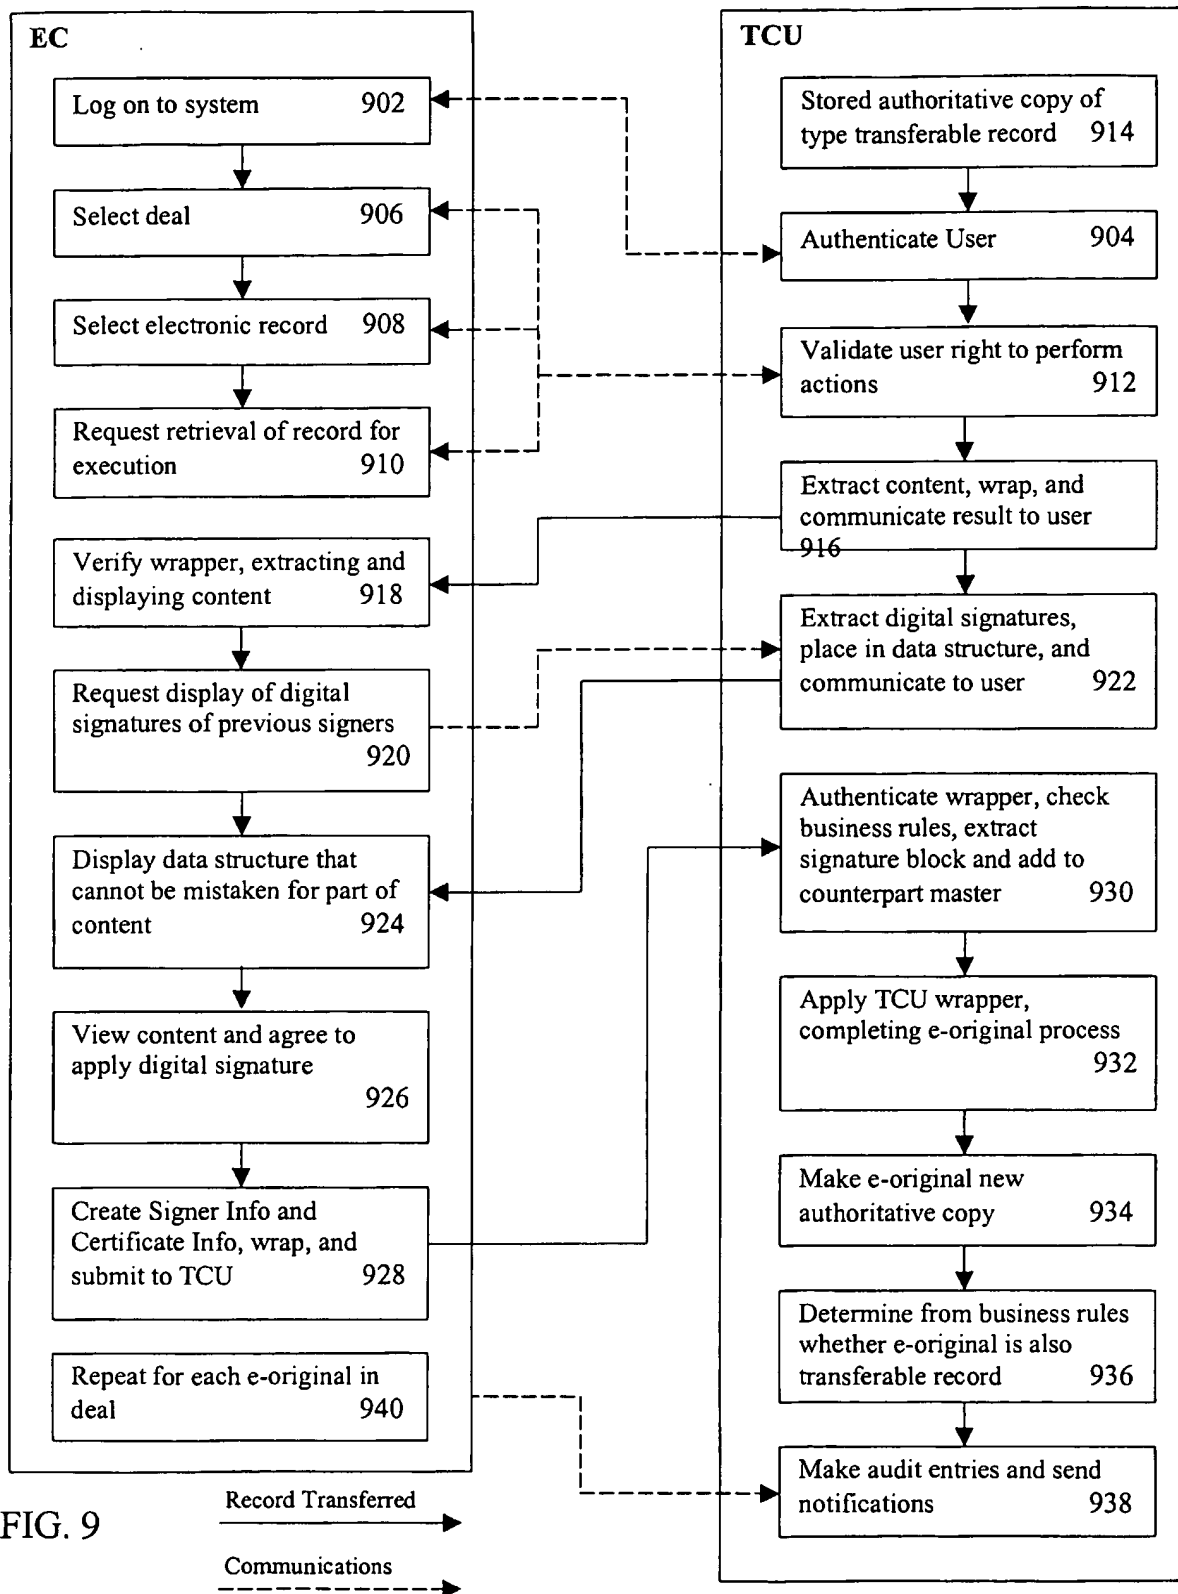 EC
Log on to system 902
Select deal 906
Select electronic record 908
Request retrieval of record for
execution 910
Verify wrapper, extracting and
displaying content 918
Request display of digital
signatures of previous signers
920
Display data structure that
cannot be mistaken for part of
content 924
View content and agree to
apply digital signature
926
Create Signer Info and
Certificate Info, wrap, and
submit to TCU 928
Repeat for each e-original in
deal 940
TCU
Stored authoritative copy of
type transferable record 914
Authenticate User 904
Validate user right to perform
actions 912
Extract content, wrap, and
communicate result to user
916
Extract digital signatures,
place in data structure, and
communicate to user 922
Authenticate wrapper, check
business rules, extract
signature block and add to
counterpart master 930
Apply TCU wrapper,
completing e-original process
932
Make e-original new
authoritative copy 934
Determine from business rules
whether e-original is also
transferable record 936
Make audit entries and send
notifications 938
FIG. 9
Record Transferred
Communications